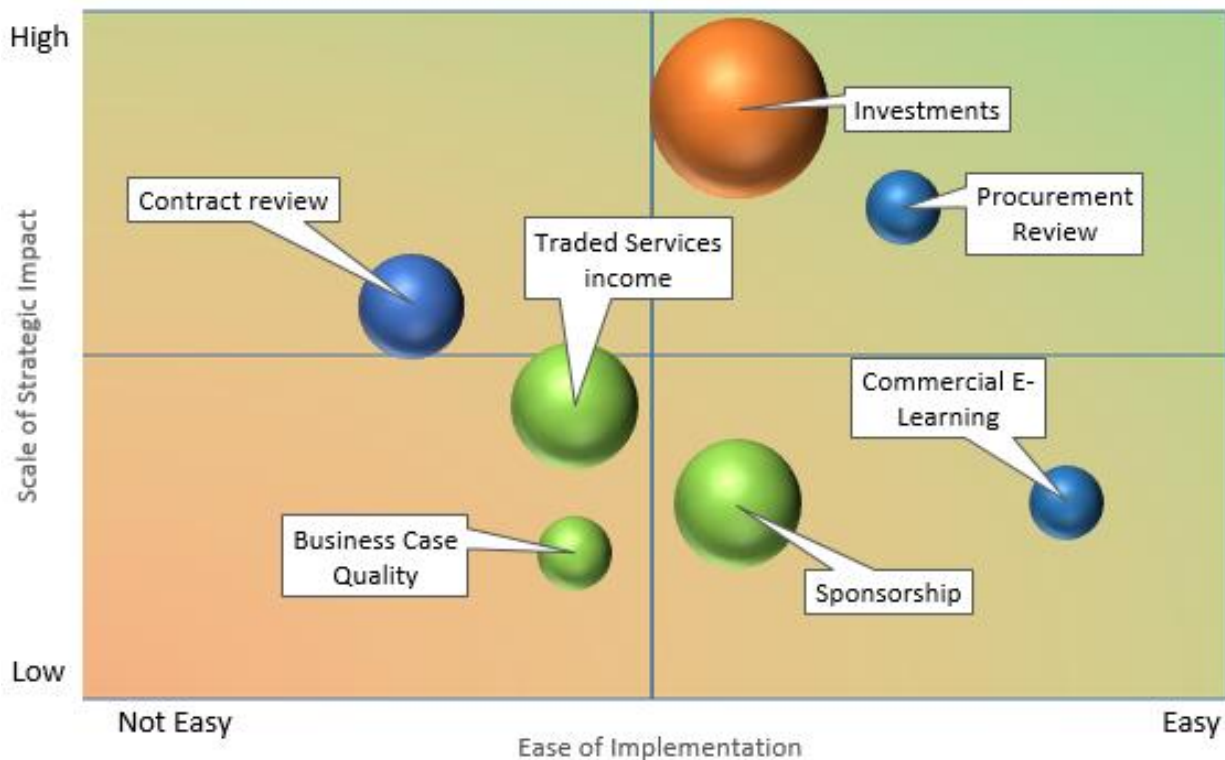 High
Investments
Contract review
Procurement
Review
Traded Services
income
Scale of Strategic Impact
Commercial E-
Learning
Business Case
Quality
Sponsorship
Low
Not Easy
Easy
Ease of Implementation